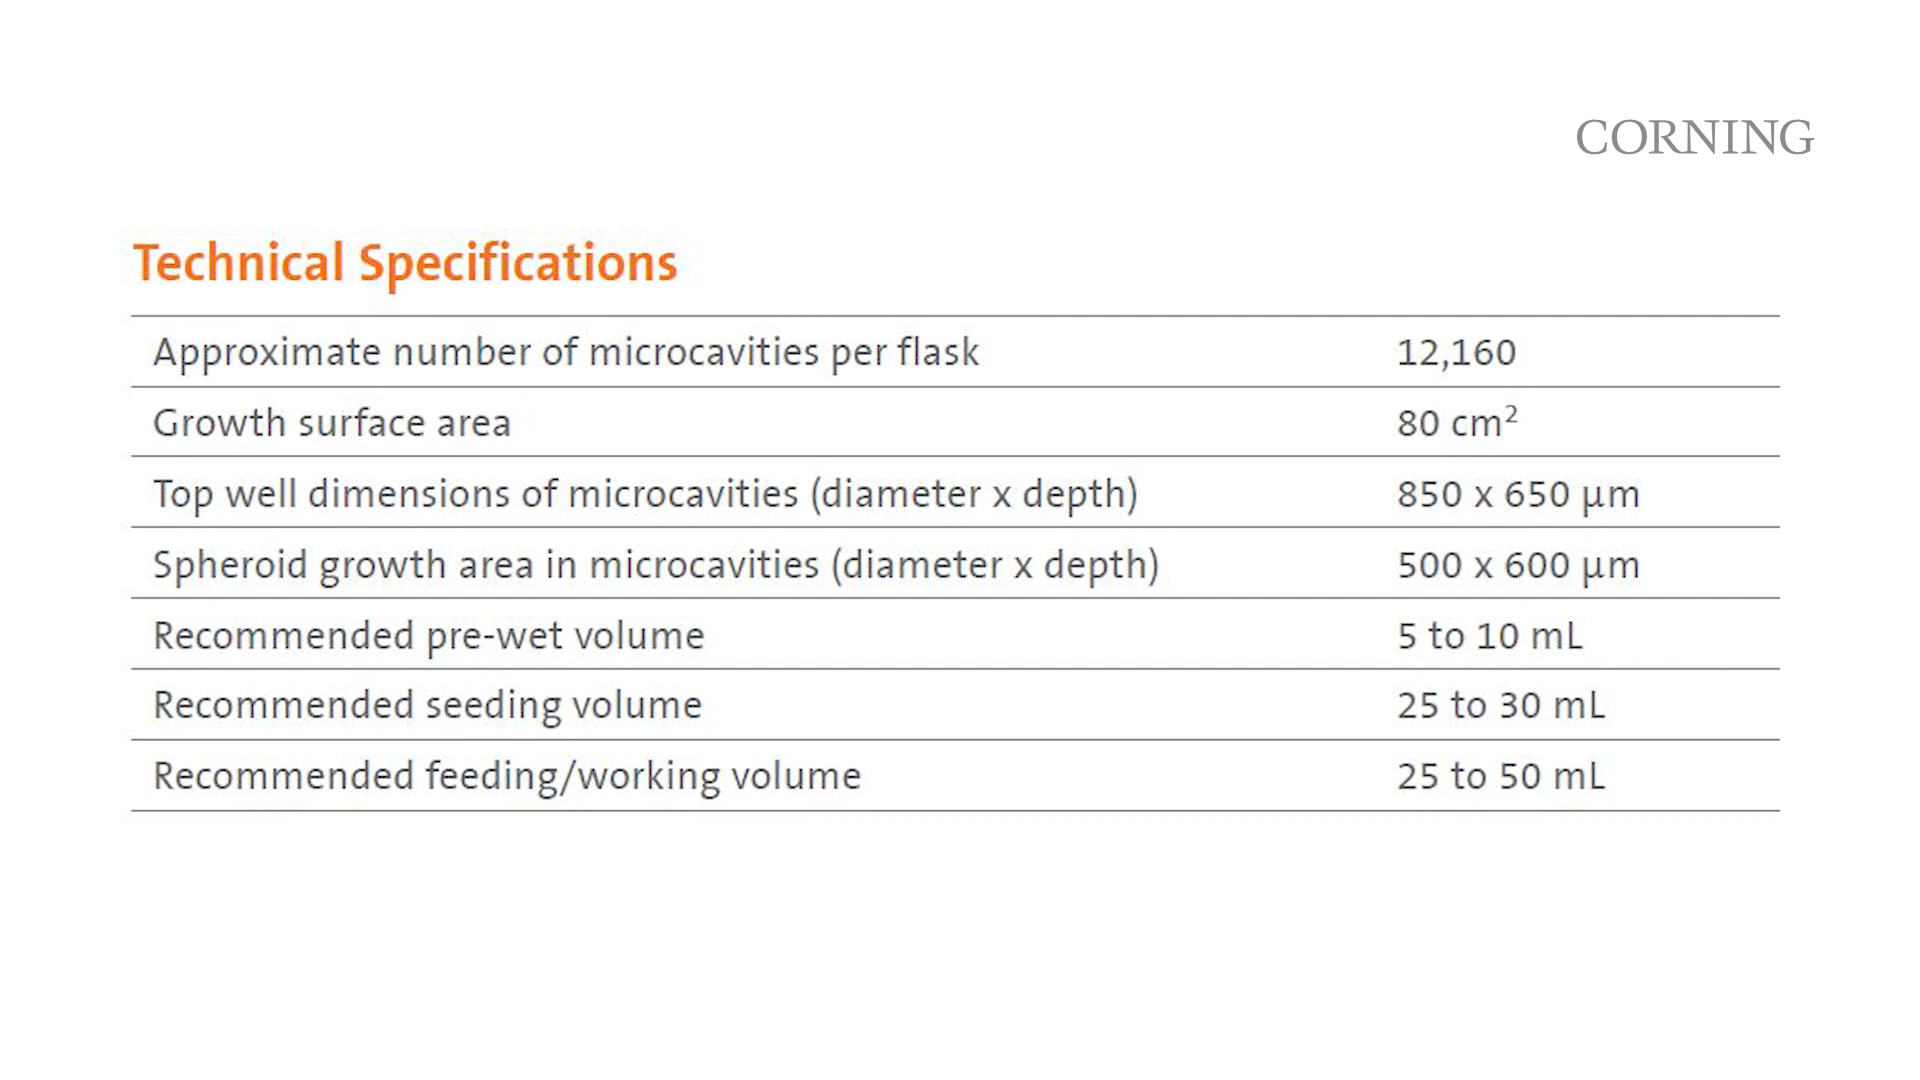 CORNING
Technical Specifications
Approximate number of microcavities per flask 12,160
Growth surface area 80 cm²
Top well dimensions of microcavities (diameter x depth) 850 x 650 µm
Spheroid growth area in microcavities (diameter x depth) 500 x 600 µm
Recommended pre-wet volume 5 to 10 mL
Recommended seeding volume 25 to 30 mL
Recommended feeding/working volume 25 to 50 mL